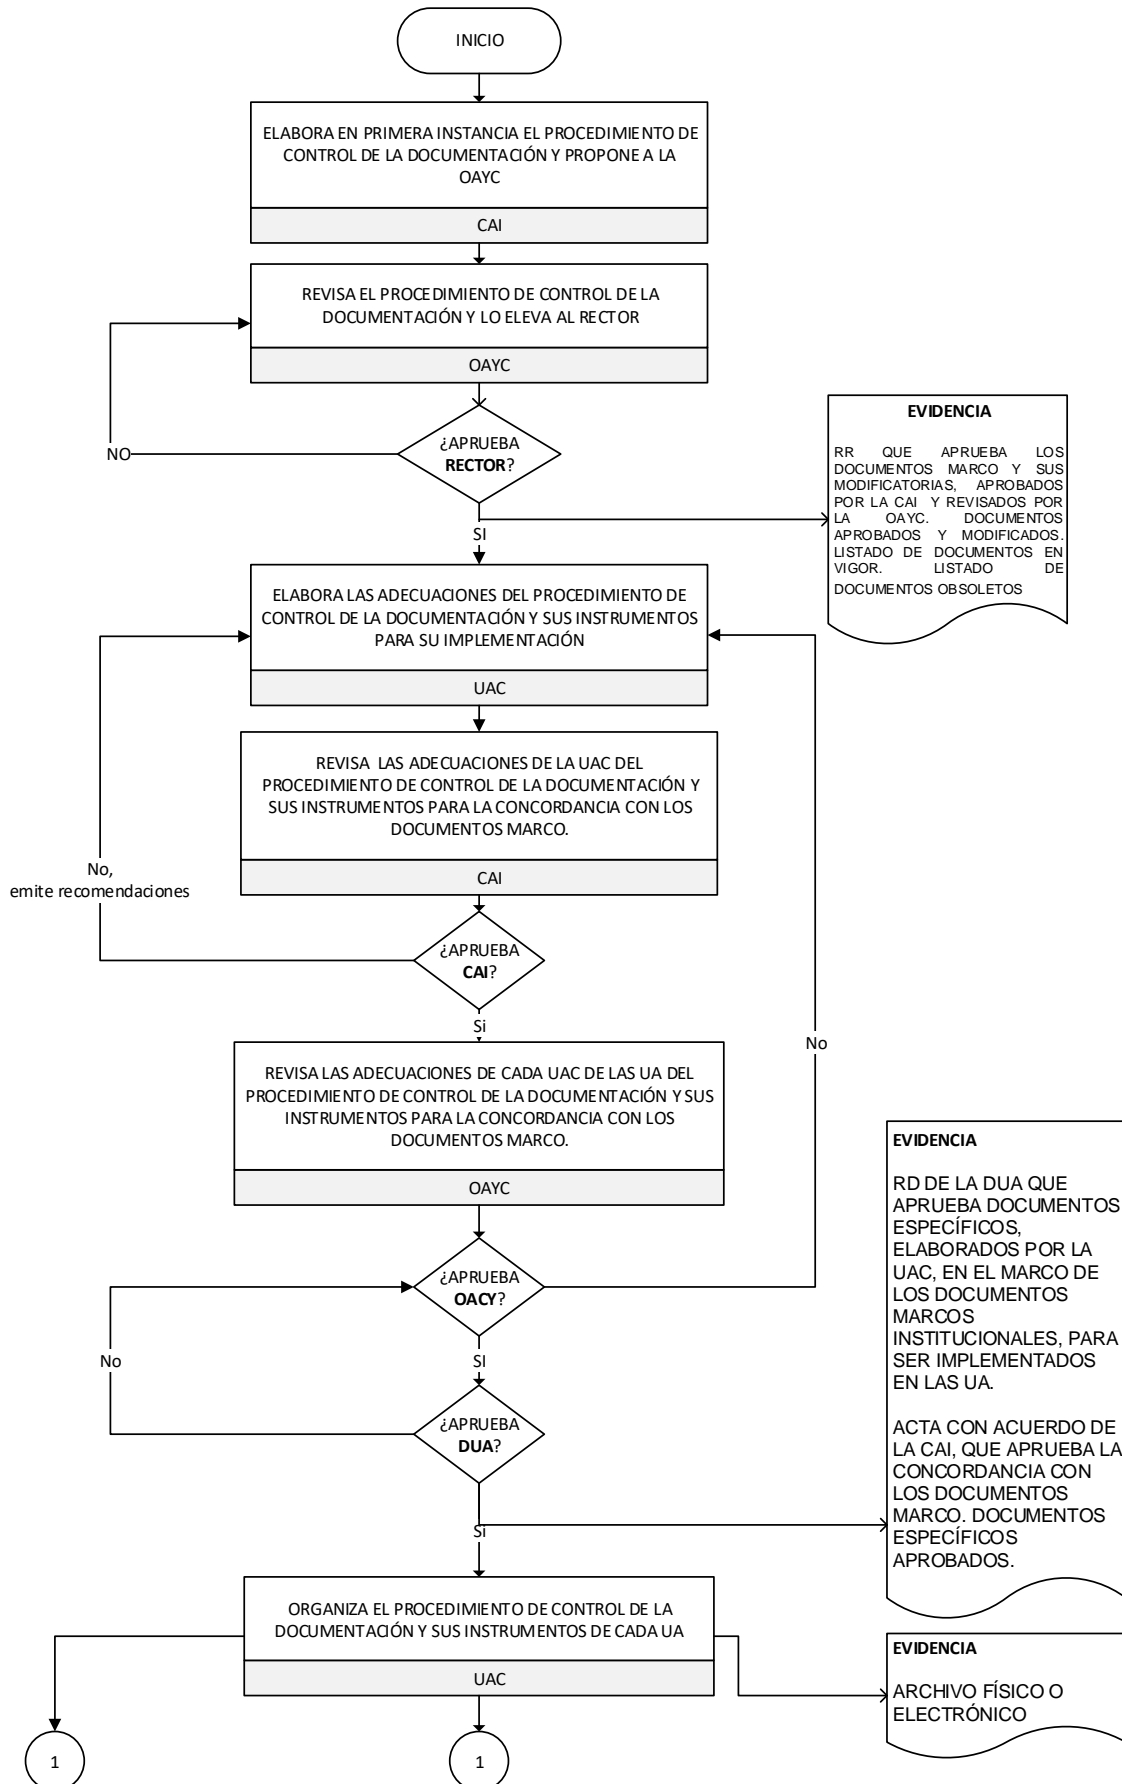 INICIO
ELABORA EN PRIMERA INSTANCIA EL PROCEDIMIENTO DE
CONTROL DE LA DOCUMENTACIÓN Y PROPONE A LA
OAYC
CAI
REVISA EL PROCEDIMIENTO DE CONTROL DE LA
DOCUMENTACIÓN Y LO ELEVA AL RECTOR
OAYC
¿APRUEBA
RECTOR?
NO
SI
EVIDENCIA
RR QUE APRUEBA LOS
DOCUMENTOS MARCO Y SUS
MODIFICATORIAS, APROBADOS
POR LA CAI Y REVISADOS POR
LA OAYC. DOCUMENTOS
APROBADOS Y MODIFICADOS.
LISTADO DE DOCUMENTOS EN
VIGOR. LISTADO DE
DOCUMENTOS OBSOLETOS
ELABORA LAS ADECUACIONES DEL PROCEDIMIENTO DE
CONTROL DE LA DOCUMENTACIÓN Y SUS INSTRUMENTOS
PARA SU IMPLEMENTACIÓN
UAC
REVISA LAS ADECUACIONES DE LA UAC DEL
PROCEDIMIENTO DE CONTROL DE LA DOCUMENTACIÓN Y
SUS INSTRUMENTOS PARA LA CONCORDANCIA CON LOS
DOCUMENTOS MARCO.
CAI
No,
emite recomendaciones
¿APRUEBA
CAI?
Si
No
REVISA LAS ADECUACIONES DE CADA UAC DE LAS UA DEL
PROCEDIMIENTO DE CONTROL DE LA DOCUMENTACIÓN Y SUS
INSTRUMENTOS PARA LA CONCORDANCIA CON LOS
DOCUMENTOS MARCO.
OAYC
¿APRUEBA
OACY?
SI
No
¿APRUEBA
DUA?
Si
EVIDENCIA
RD DE LA DUA QUE
APRUEBA DOCUMENTOS
ESPECÍFICOS,
ELABORADOS POR LA
UAC, EN EL MARCO DE
LOS DOCUMENTOS
MARCOS
INSTITUCIONALES, PARA
SER IMPLEMENTADOS
EN LAS UA.
ACTA CON ACUERDO DE
LA CAI, QUE APRUEBA LA
CONCORDANCIA CON
LOS DOCUMENTOS
MARCO. DOCUMENTOS
ESPECÍFICOS
APROBADOS.
ORGANIZA EL PROCEDIMIENTO DE CONTROL DE LA
DOCUMENTACIÓN Y SUS INSTRUMENTOS DE CADA UA
UAC
EVIDENCIA
ARCHIVO FÍSICO O
ELECTRÓNICO
1
1